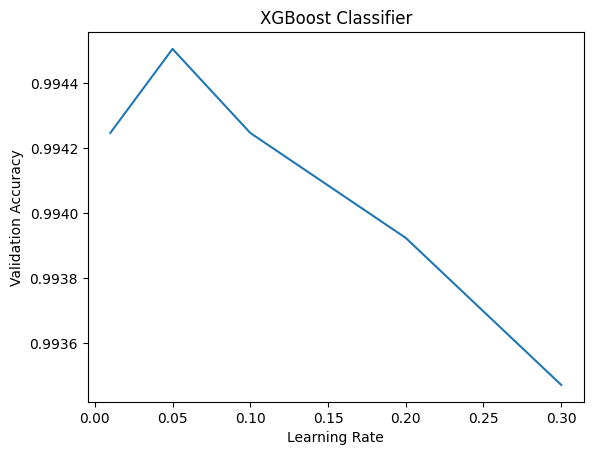 XGBoost Classifier
Validation Accuracy
0.9944
0.9942
0.9940
0.9938
0.9936
0.00 0.05 0.10 0.15 0.20 0.25 0.30
Learning Rate